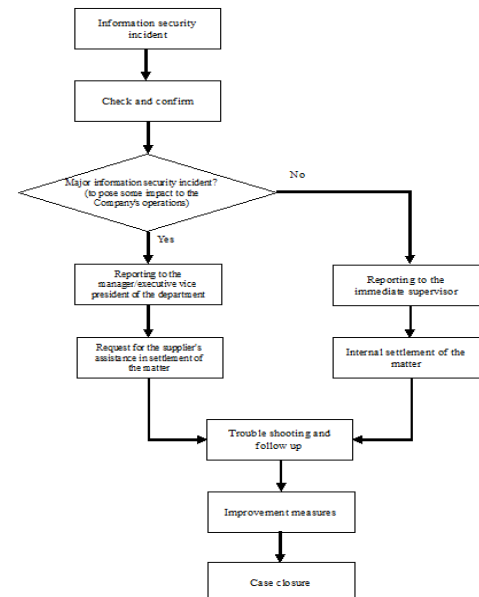 Information security
incident
Check and confirm
Major information security incident?
(to pose some impact to the
Company's operations)
No
Yes
Reporting to the
manager/executive vice
president of the department
Reporting to the
immediate supervisor
Request for the supplier's
assistance in settlement of
the matter
Internal settlement of the
matter
Trouble shooting and
follow up
Improvement measures
Case closure